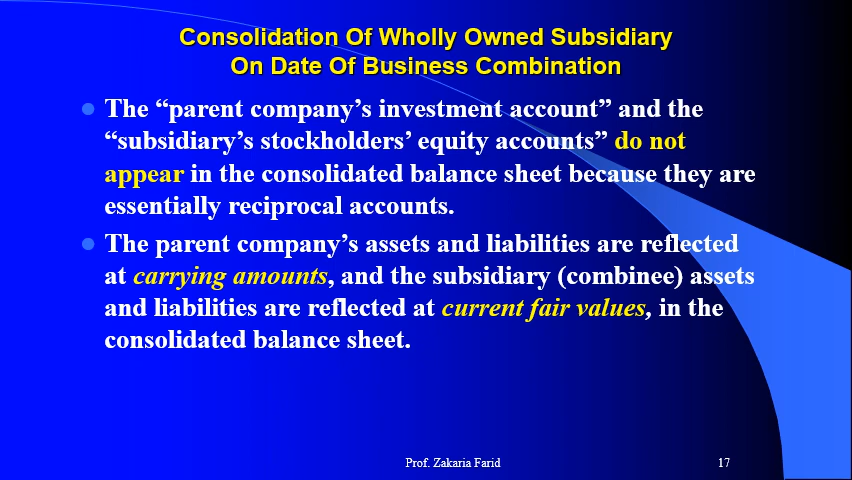 Consolidation Of Wholly Owned Subsidiary
On Date Of Business Combination
The “parent company’s investment account” and the
“subsidiary’s stockholders’ equity accounts” do not
appear in the consolidated balance sheet because they are
essentially reciprocal accounts.
The parent company’s assets and liabilities are reflected
at carrying amounts, and the subsidiary (combinee) assets
and liabilities are reflected at current fair values, in the
consolidated balance sheet.
Prof. Zakaria Farid
17